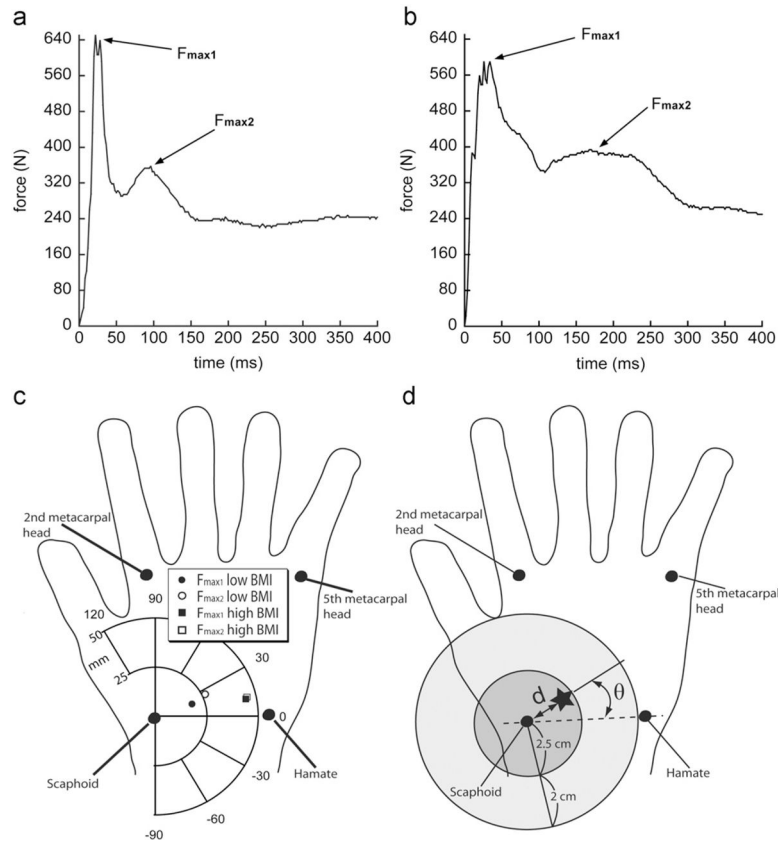 a
640
560
480
400
320
240
160
80
0
force (N)
0 50 100 150 200 250 300 350 400
time (ms)
Fmax1
Fmax2
b
640
560
480
400
320
240
160
80
0
force (N)
0 50 100 150 200 250 300 350 400
time (ms)
Fmax1
Fmax2
c
2nd metacarpal
head
Fmax1 low BMI
Fmax2 low BMI
Fmax1 high BMI
Fmax2 high BMI
5th metacarpal
head
120
90
50
mm
25
30
0
-30
-60
-90
Scaphoid
Hamate
d
2nd metacarpal
head
5th metacarpal
head
d
θ
2.5 cm
2 cm
Scaphoid
Hamate